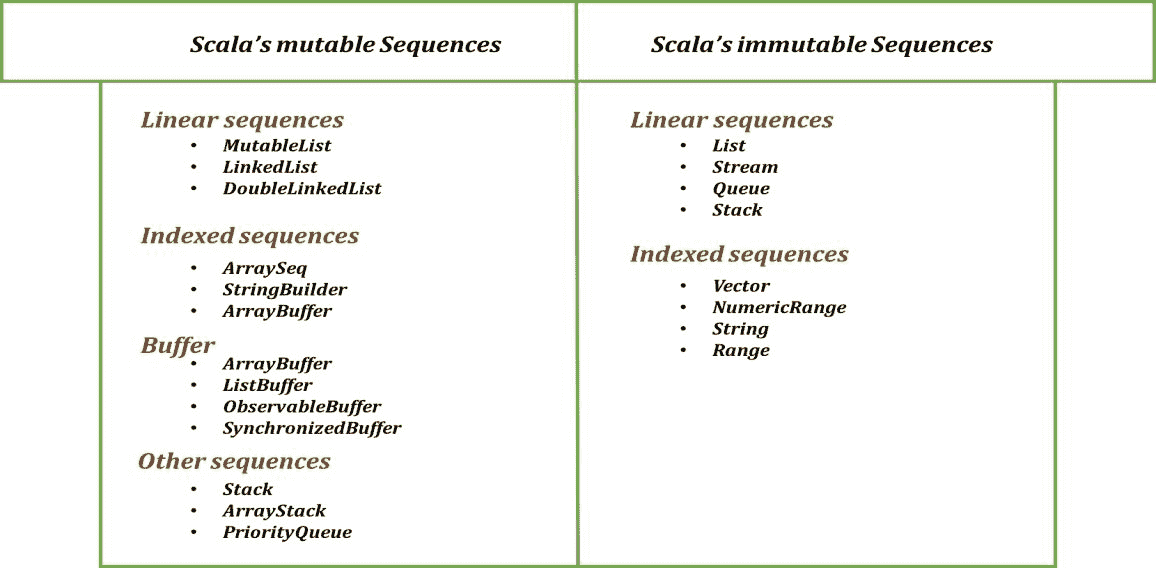 Scala's mutable Sequences
Scala's immutable Sequences
Linear sequences
• MutableList
• LinkedList
• DoubleLinkedList
Indexed sequences
• ArraySeq
• StringBuilder
• ArrayBuffer
Buffer
• ArrayBuffer
• ListBuffer
• ObservableBuffer
• SynchronizedBuffer
Other sequences
• Stack
• ArrayStack
• PriorityQueue
Linear sequences
• List
• Stream
• Queue
• Stack
Indexed sequences
• Vector
• NumericRange
• String
• Range